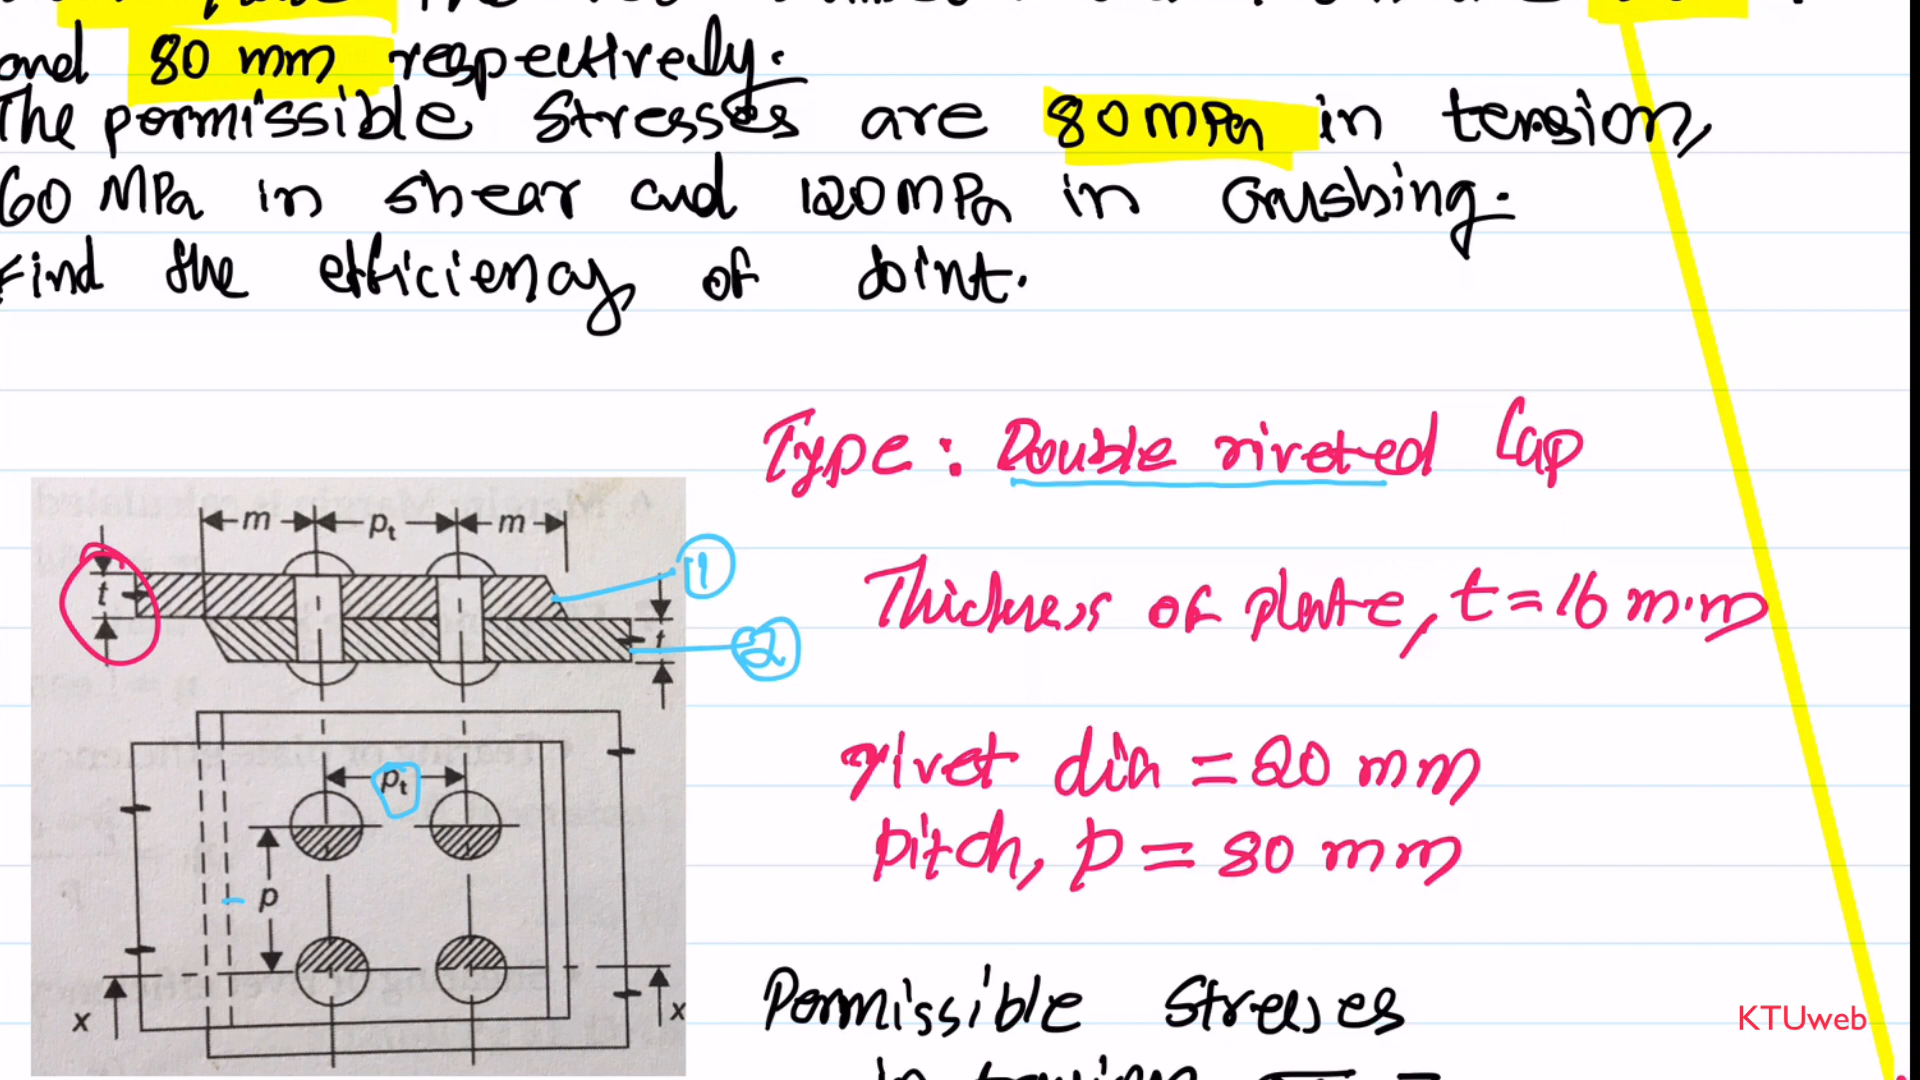 and 80 mm respectively.
The permissible stresses are 80 MPa in tension,
60 MPa in shear and 120 MPa in crushing.
Find the efficiency of Joint.
Type: Double riveted Lap
m pt m
t
1
t
2
Thickness of plate, t = 16 m.m
pt
rivet dia = 20 mm
pitch, p = 80 mm
p
x x
Permissible Stresses
KTUweb
in tension